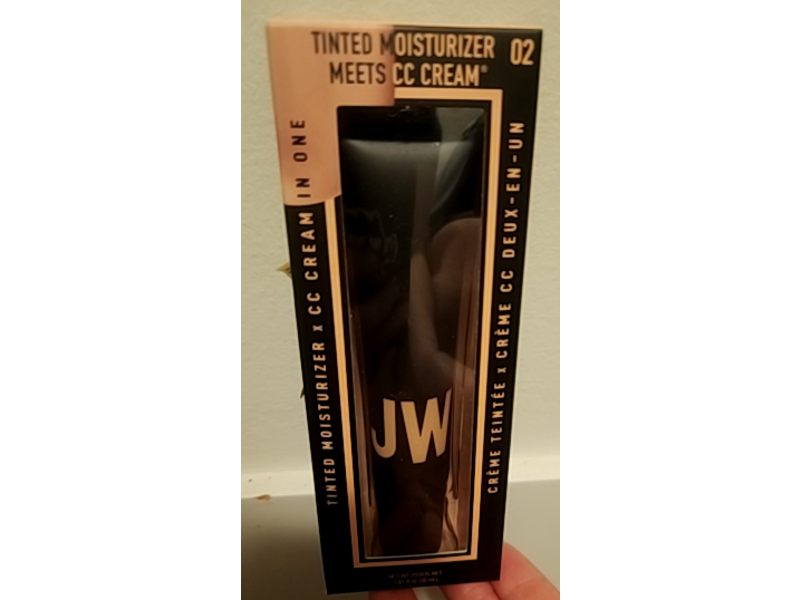 TINTED MOISTURIZER 02
MEETS CC CREAM®
TINTED MOISTURIZER x CC CREAM IN ONE
CRÈME TEINTÉE x CRÈME CC DEUX-EN-UN
JW